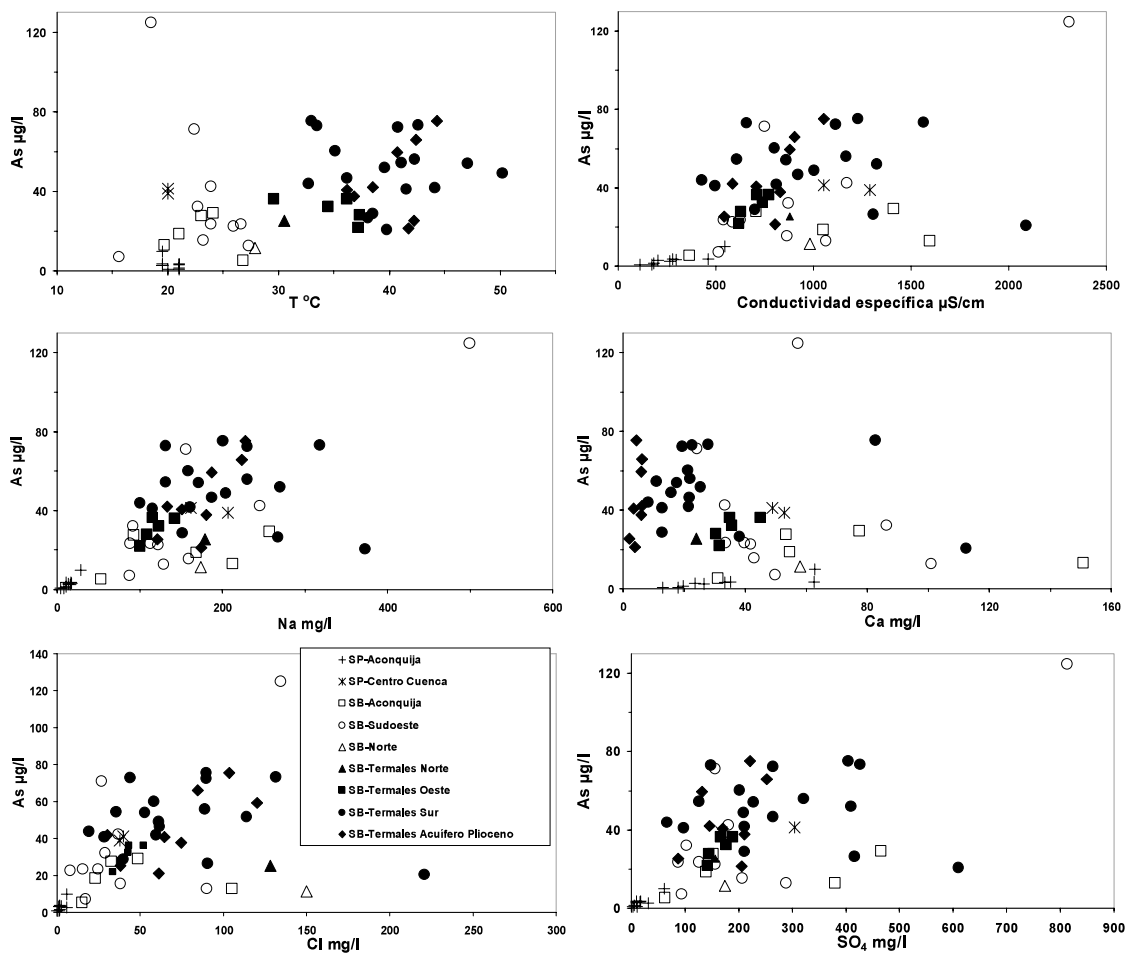 120
80
40
0
As µg/l
10 20 30 40 50
T ºC
120
80
40
0
As µg/l
0 500 1000 1500 2000 2500
Conductividad específica µS/cm
120
80
40
0
As µg/l
0 200 400 600
Na mg/l
120
80
40
0
As µg/l
0 40 80 120 160
Ca mg/l
140
120
100
80
60
40
20
0
As µg/l
0 50 100 150 200 250 300
Cl mg/l
SP-Aconquija
SP-Centro Cuenca
SB-Aconquija
SB-Sudoeste
SB-Norte
SB-Termales Norte
SB-Termales Oeste
SB-Termales Sur
SB-Termales Acuífero Plioceno
120
80
40
0
As µg/l
0 100 200 300 400 500 600 700 800 900
SO4 mg/l